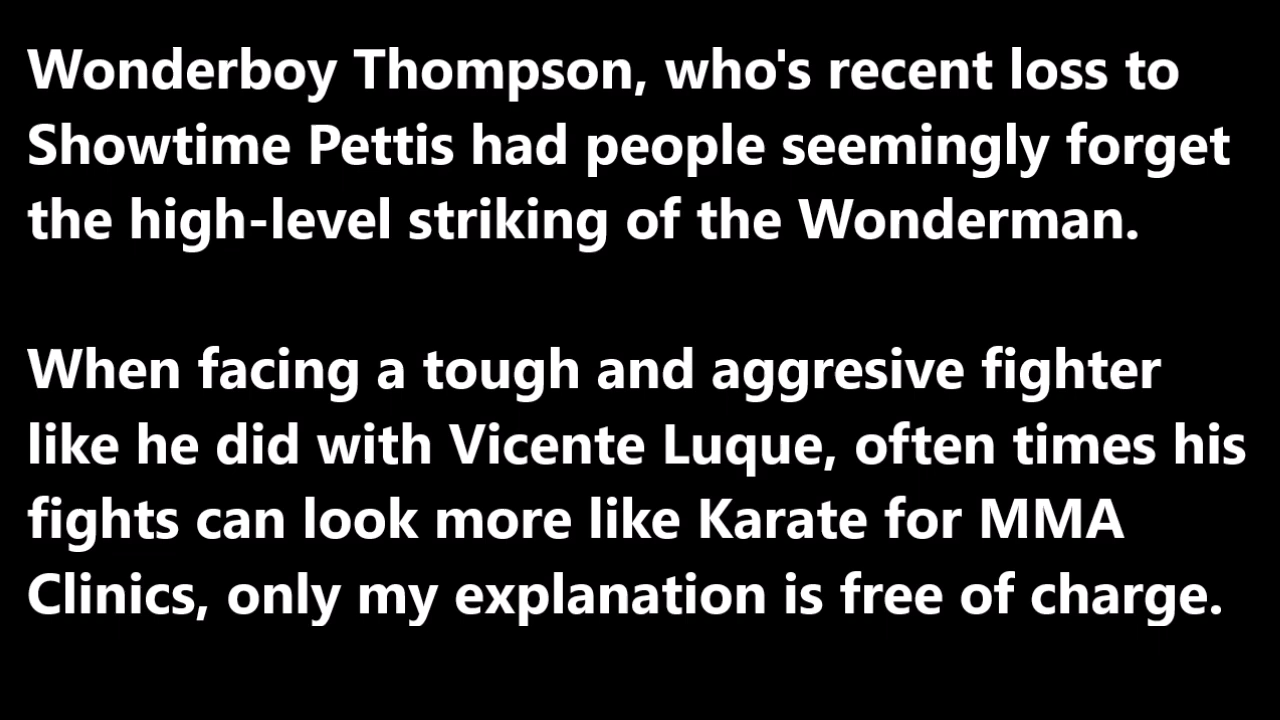 Wonderboy Thompson, who's recent loss to
Showtime Pettis had people seemingly forget
the high-level striking of the Wonderman.
When facing a tough and aggresive fighter
like he did with Vicente Luque, often times his
fights can look more like Karate for MMA
Clinics, only my explanation is free of charge.